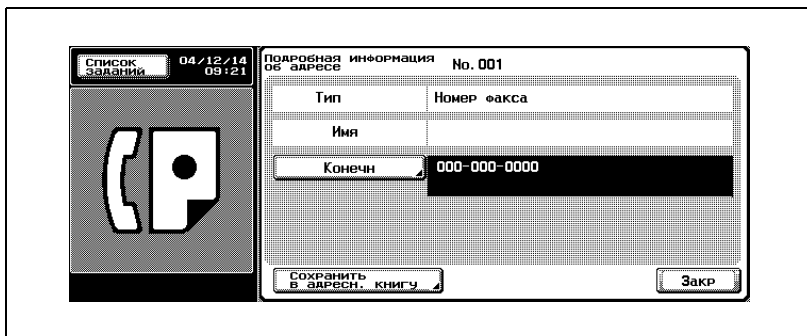 Список
заданий
04/12/14
09:21
Подробная информация
об адресе
No. 001
Тип
Номер факса
Имя
Конечн
000-000-0000
Сохранить
в адресн. книгу
Закр